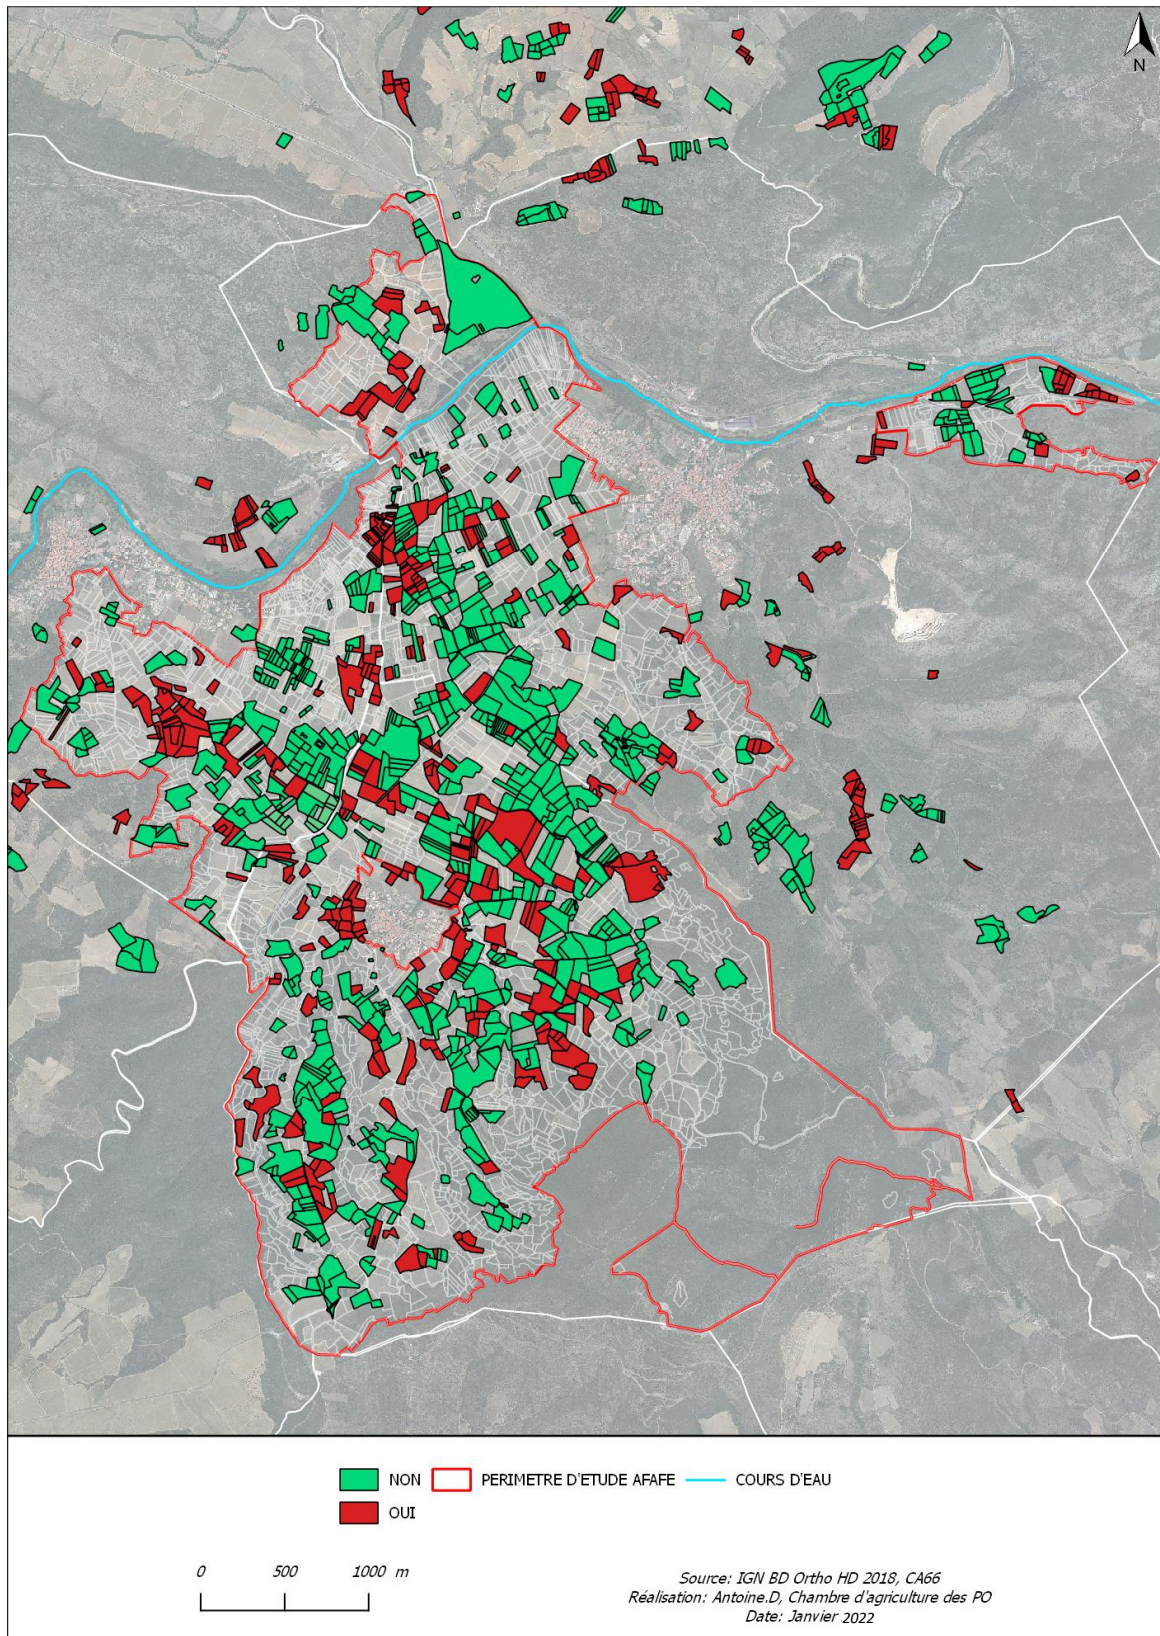 N
NON
PERIMETRE D'ETUDE AFAFE
COURS D'EAU
OUI
0 500 1000 m
Source: IGN BD Ortho HD 2018, CA66
Réalisation: Antoine.D, Chambre d'agriculture des PO
Date: Janvier 2022